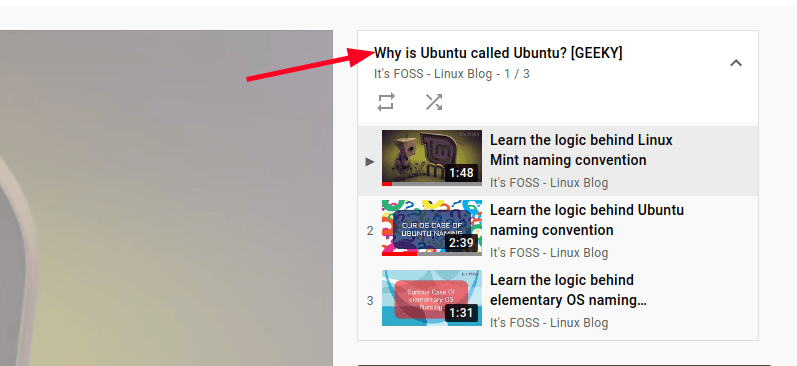 Why is Ubuntu called Ubuntu? [GEEKY]
It's FOSS - Linux Blog - 1 / 3
It's FOSS
1:48
Learn the logic behind Linux
Mint naming convention
It's FOSS - Linux Blog
2
CURIOS CASE OF
UBUNTU NAMING
2:39
Learn the logic behind Ubuntu
naming convention
It's FOSS - Linux Blog
3
Curious Case Of
elementary OS
Naming
1:31
Learn the logic behind
elementary OS naming…
It's FOSS - Linux Blog